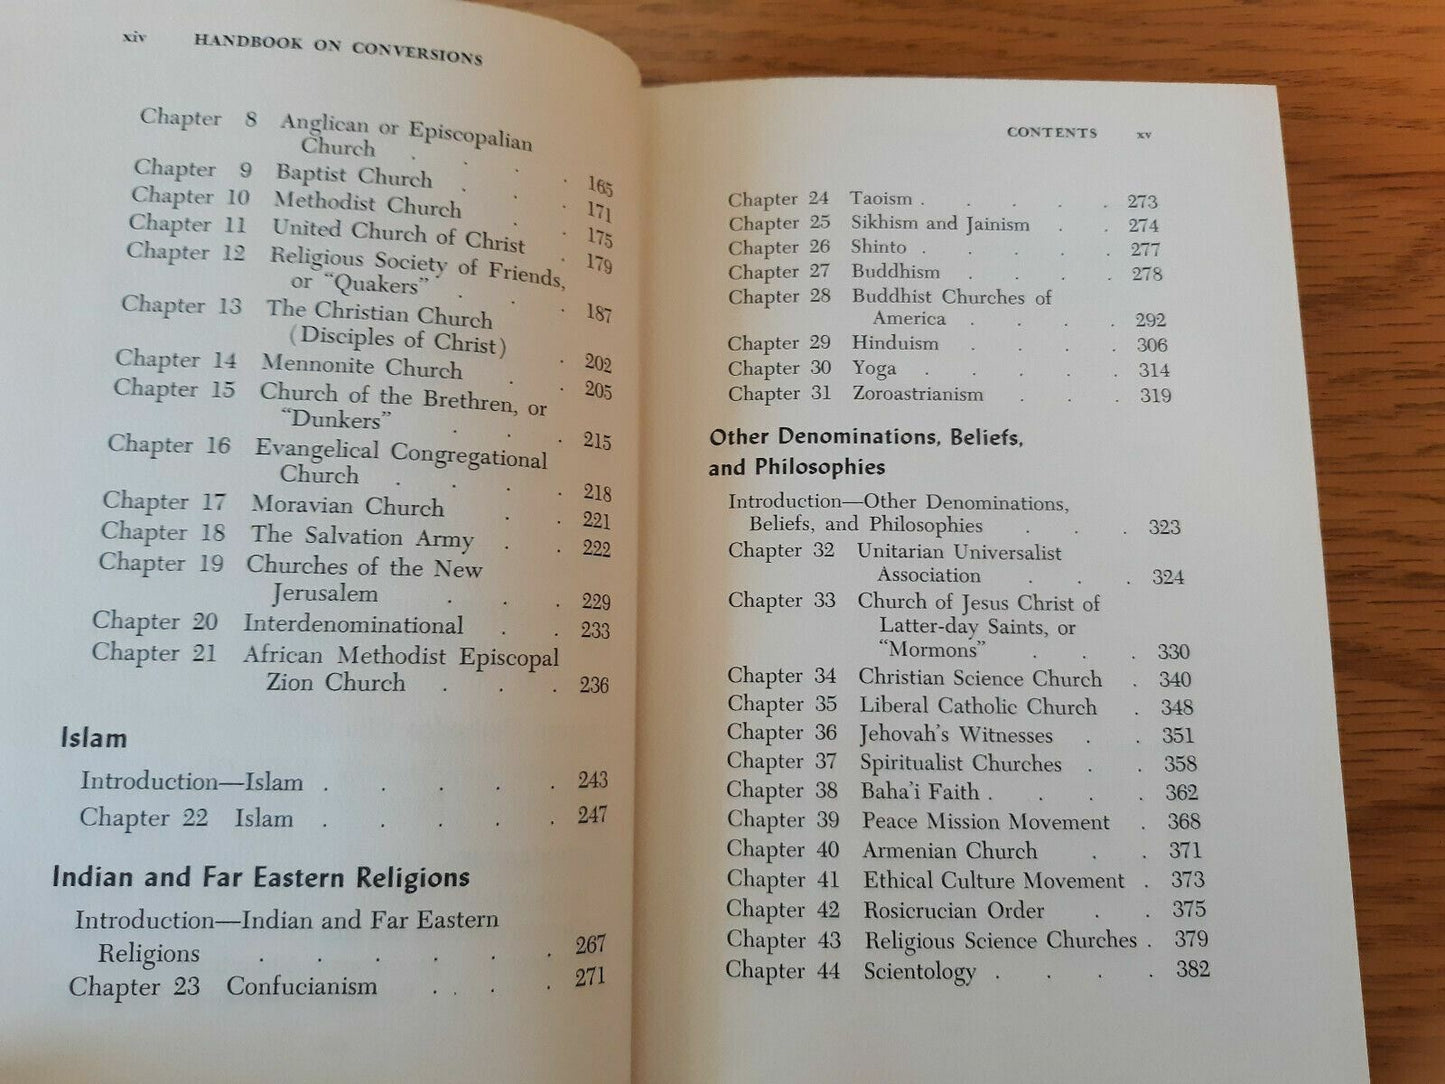 xiv HANDBOOK ON CONVERSIONS
Chapter 8 Anglican or Episcopalian
Church . . . . 165
Chapter 9 Baptist Church . . . 171
Chapter 10 Methodist Church . . 175
Chapter 11 United Church of Christ . 179
Chapter 12 Religious Society of Friends,
or “Quakers” . . . 187
Chapter 13 The Christian Church
(Disciples of Christ) . 202
Chapter 14 Mennonite Church . . 205
Chapter 15 Church of the Brethren, or
“Dunkers” . . . 215
Chapter 16 Evangelical Congregational
Church . . . . 218
Chapter 17 Moravian Church . . 221
Chapter 18 The Salvation Army . . 222
Chapter 19 Churches of the New
Jerusalem . . . 229
Chapter 20 Interdenominational . . 233
Chapter 21 African Methodist Episcopal
Zion Church . . . 236
Islam
Introduction—Islam . . . . . 243
Chapter 22 Islam . . . . . 247
Indian and Far Eastern Religions
Introduction—Indian and Far Eastern
Religions . . . . . . 267
Chapter 23 Confucianism . . . . 271
CONTENTS xv
Chapter 24 Taoism . . . . . 273
Chapter 25 Sikhism and Jainism . . 274
Chapter 26 Shinto . . . . . 277
Chapter 27 Buddhism . . . . 278
Chapter 28 Buddhist Churches of
America . . . . 292
Chapter 29 Hinduism . . . . 306
Chapter 30 Yoga . . . . . 314
Chapter 31 Zoroastrianism . . . 319
Other Denominations, Beliefs,
and Philosophies
Introduction—Other Denominations,
Beliefs, and Philosophies . . . 323
Chapter 32 Unitarian Universalist
Association . . . 324
Chapter 33 Church of Jesus Christ of
Latter-day Saints, or
“Mormons” . . . 330
Chapter 34 Christian Science Church . 340
Chapter 35 Liberal Catholic Church . 348
Chapter 36 Jehovah's Witnesses . . 351
Chapter 37 Spiritualist Churches . . 358
Chapter 38 Baha'i Faith . . . . 362
Chapter 39 Peace Mission Movement . 368
Chapter 40 Armenian Church . . 371
Chapter 41 Ethical Culture Movement . 373
Chapter 42 Rosicrucian Order . . 375
Chapter 43 Religious Science Churches . 379
Chapter 44 Scientology . . . . 382